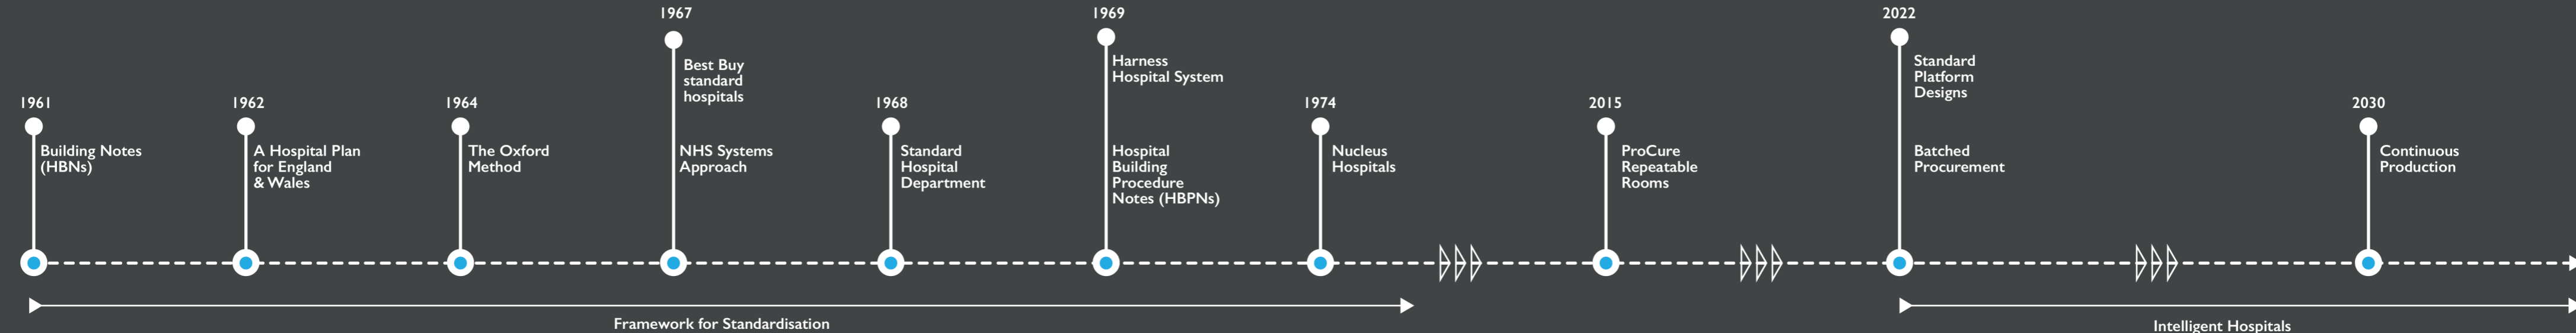 1961
Building Notes
(HBNs)
1962
A Hospital Plan
for England
& Wales
1964
The Oxford
Method
1967
Best Buy
standard
hospitals
NHS Systems
Approach
1968
Standard
Hospital
Department
1969
Harness
Hospital System
Hospital
Building
Procedure
Notes (HBPNs)
1974
Nucleus
Hospitals
2015
ProCure
Repeatable
Rooms
2022
Standard
Platform
Designs
Batched
Procurement
2030
Continuous
Production
Framework for Standardisation
Intelligent Hospitals